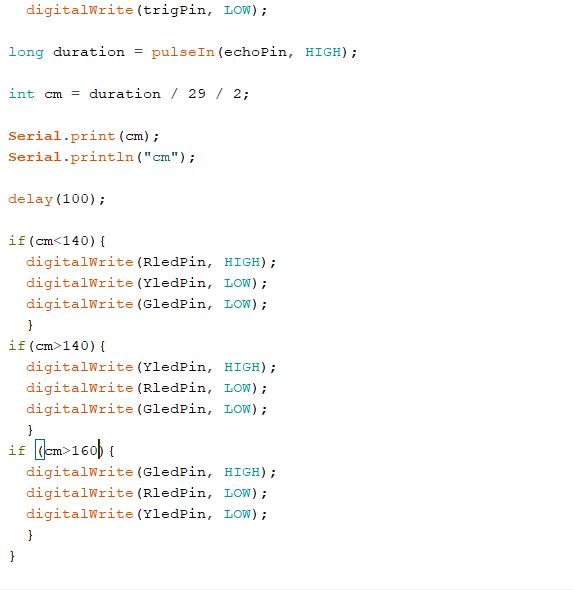 digitalWrite(trigPin, LOW);
long duration = pulseIn(echoPin, HIGH);
int cm = duration / 29 / 2;
Serial.print(cm);
Serial.println("cm");
delay(100);
if(cm<140){
digitalWrite(RledPin, HIGH);
digitalWrite(YledPin, LOW);
digitalWrite(GledPin, LOW);
}
if(cm>140){
digitalWrite(YledPin, HIGH);
digitalWrite(RledPin, LOW);
digitalWrite(GledPin, LOW);
}
if (cm>160){
digitalWrite(GledPin, HIGH);
digitalWrite(RledPin, LOW);
digitalWrite(YledPin, LOW);
}
}